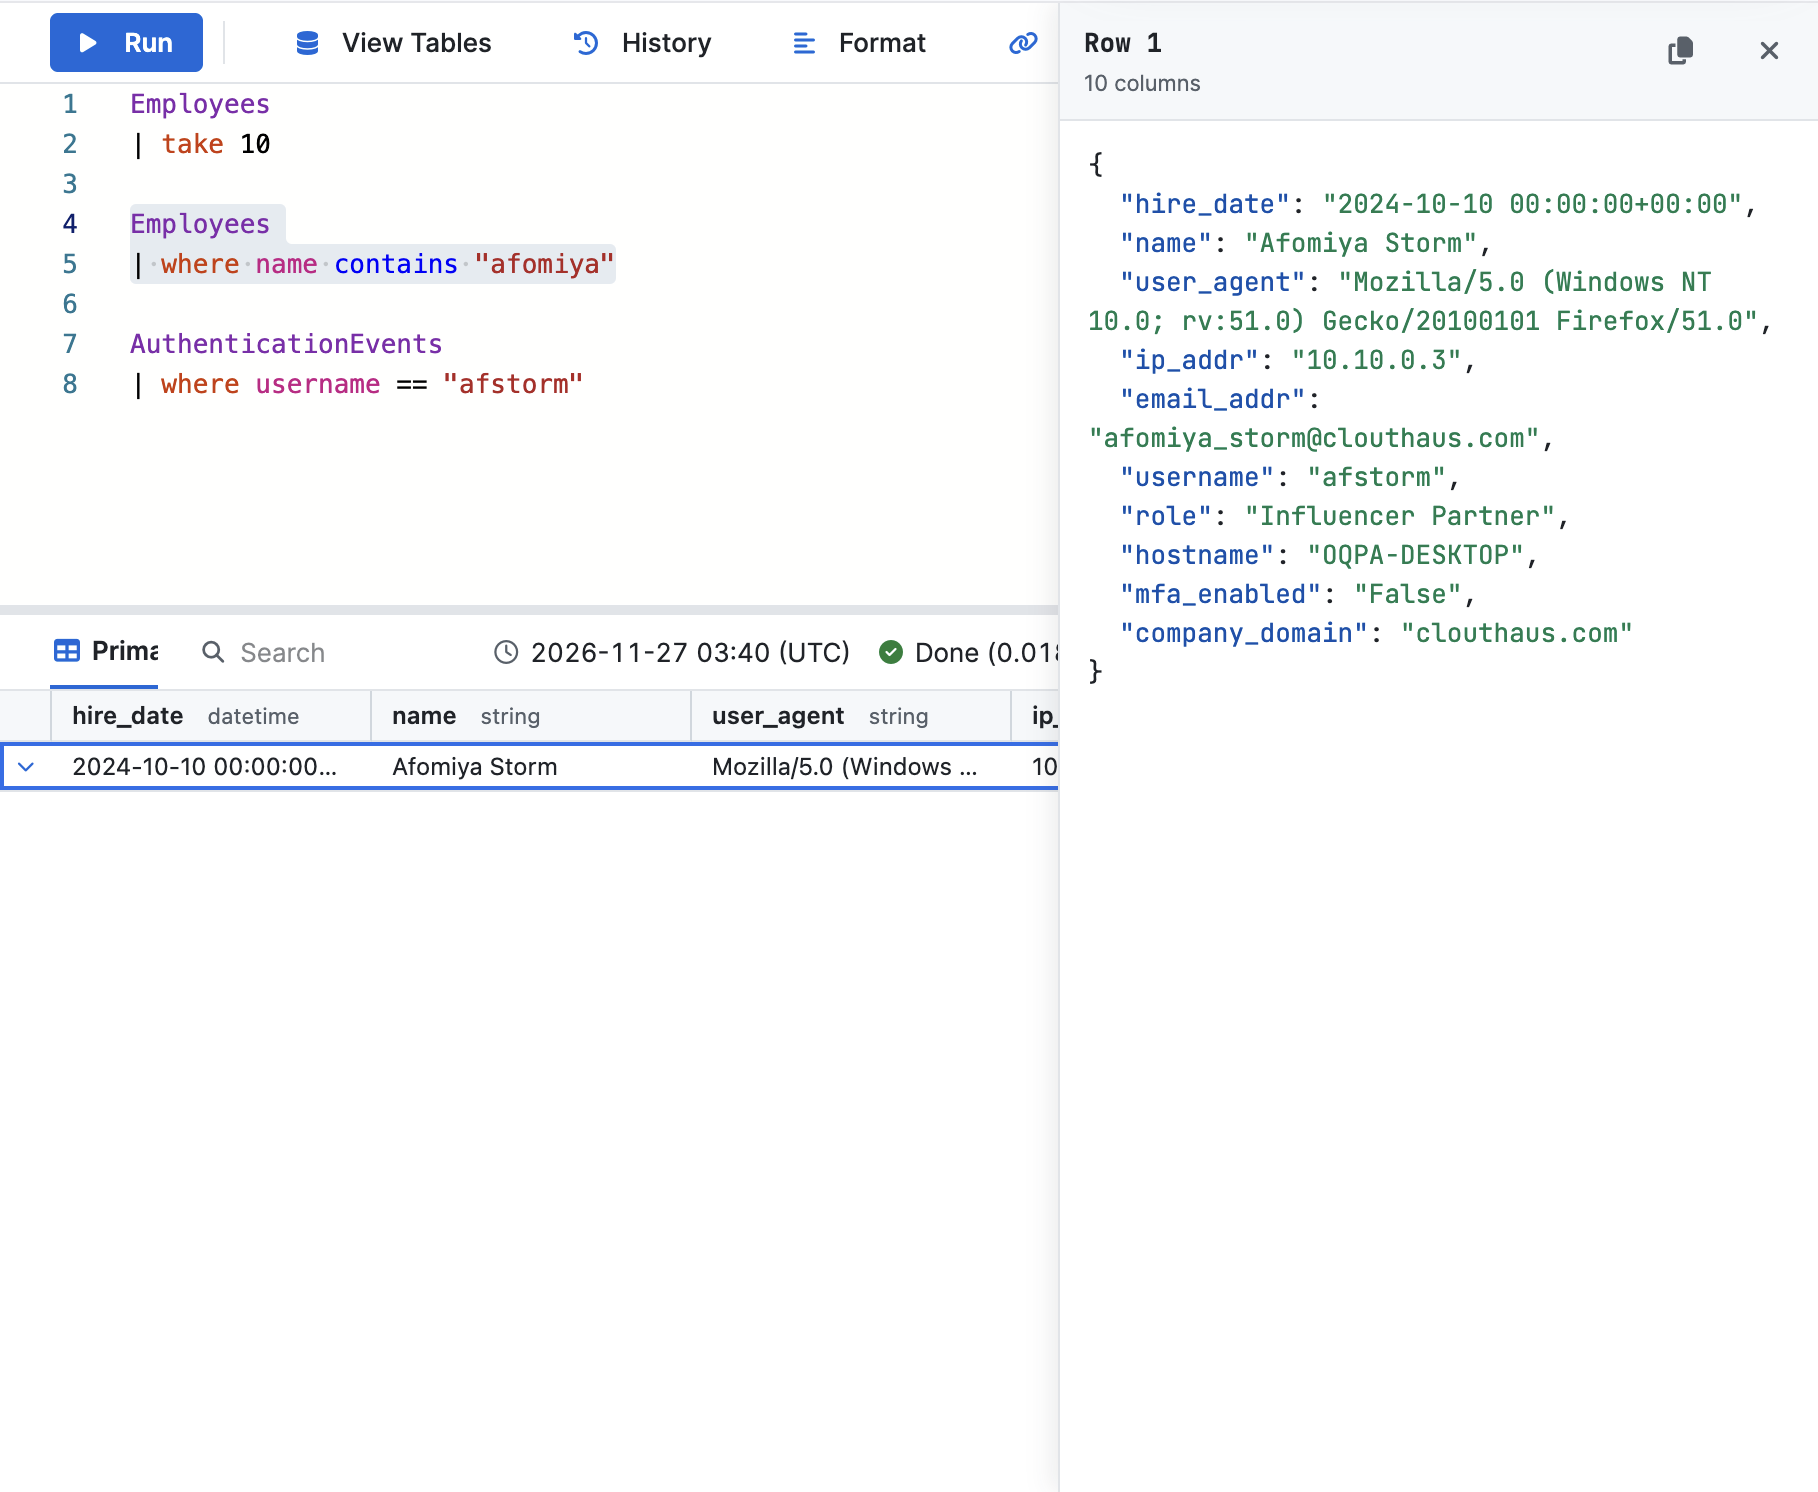 Run
View Tables
History
Format
1 Employees
2 | take 10
3
4 Employees
5 | where name contains "afomiya"
6
7 AuthenticationEvents
8 | where username == "afstorm"
Prima
Search
2026-11-27 03:40 (UTC)
Done (0.018
hire_date datetime
name string
user_agent string
ip_
2024-10-10 00:00:00...
Afomiya Storm
Mozilla/5.0 (Windows ...
10
Row 1
10 columns
{
"hire_date": "2024-10-10 00:00:00+00:00",
"name": "Afomiya Storm",
"user_agent": "Mozilla/5.0 (Windows NT
10.0; rv:51.0) Gecko/20100101 Firefox/51.0",
"ip_addr": "10.10.0.3",
"email_addr":
"afomiya_storm@clouthaus.com",
"username": "afstorm",
"role": "Influencer Partner",
"hostname": "OQPA-DESKTOP",
"mfa_enabled": "False",
"company_domain": "clouthaus.com"
}